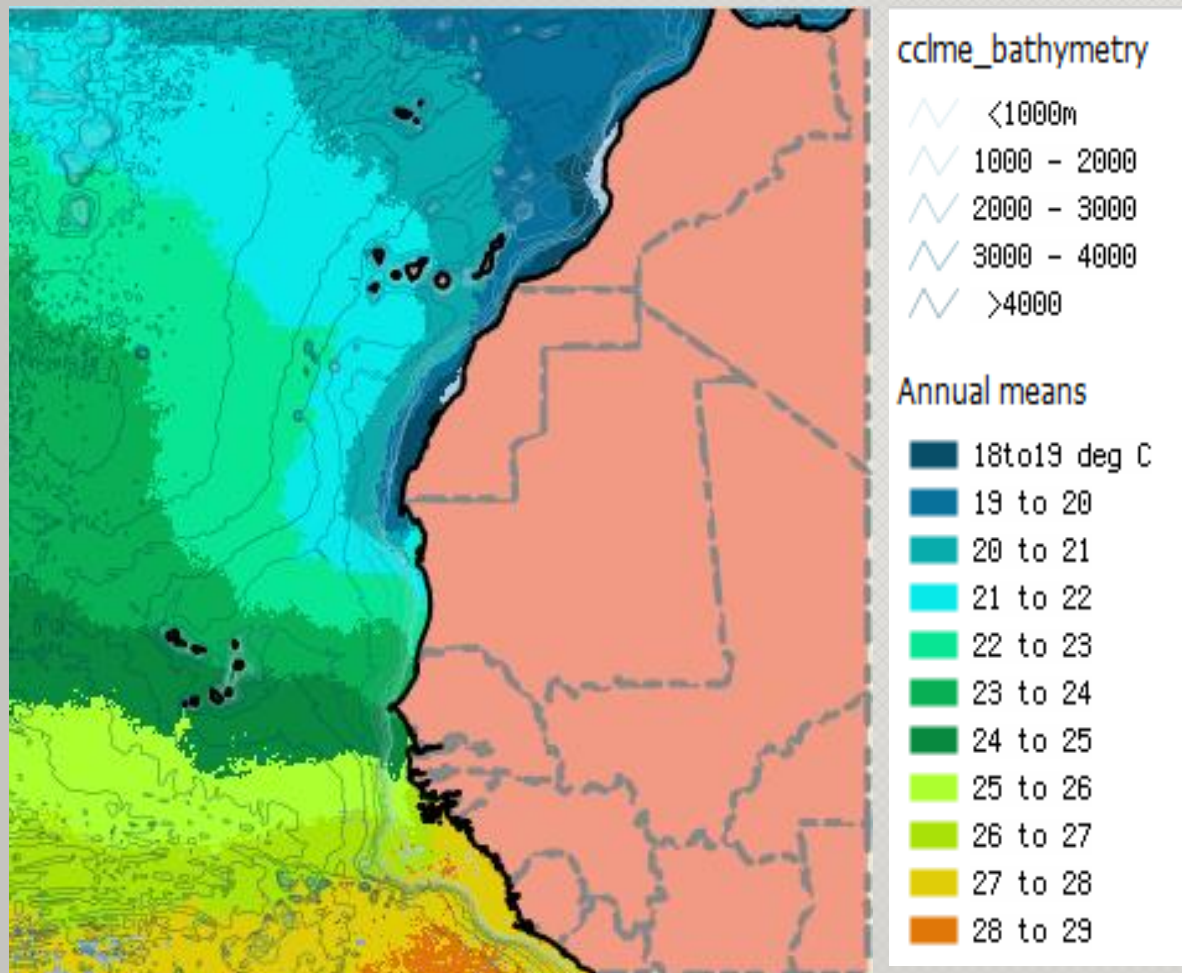 cclme_bathymetry
<1000m
1000 - 2000
2000 - 3000
3000 - 4000
>4000
Annual means
18to19 deg C
19 to 20
20 to 21
21 to 22
22 to 23
23 to 24
24 to 25
25 to 26
26 to 27
27 to 28
28 to 29